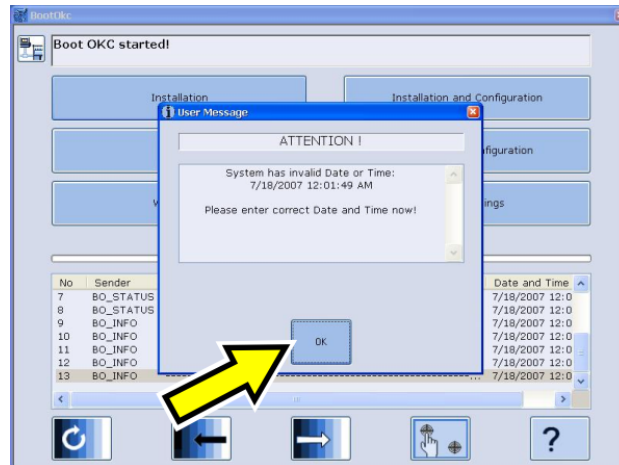 BootOkc
Boot OKC started!
Installation
Installation and Configuration
User Message
ATTENTION !
System has invalid Date or Time:
7/18/2007 12:01:49 AM
Please enter correct Date and Time now!
OK
figuration
ings
No Sender Date and Time
7 BO_STATUS 7/18/2007 12:0
8 BO_STATUS 7/18/2007 12:0
9 BO_INFO 7/18/2007 12:0
10 BO_INFO 7/18/2007 12:0
11 BO_INFO 7/18/2007 12:0
12 BO_INFO 7/18/2007 12:0
13 BO_INFO ... 7/18/2007 12:0
?